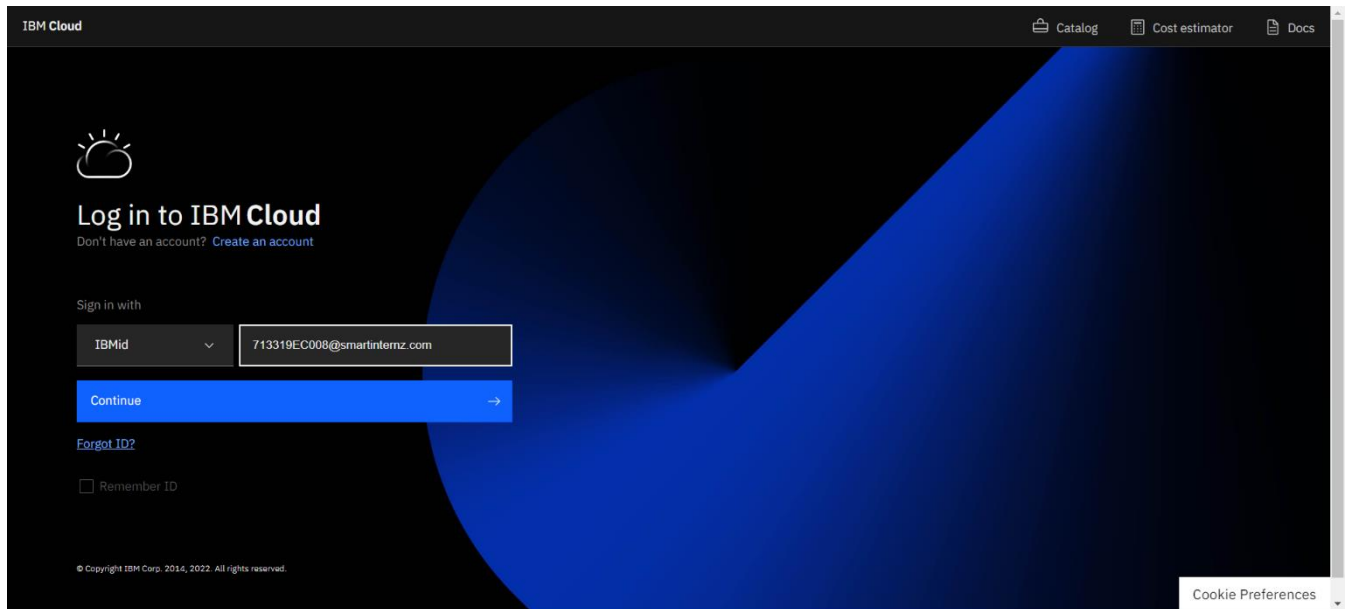 IBM Cloud
Catalog
Cost estimator
Docs
Log in to IBM Cloud
Don't have an account? Create an account
Sign in with
IBMid
713319EC008@smartinternz.com
Continue
Forgot ID?
Remember ID
© Copyright IBM Corp. 2014, 2022. All rights reserved.
Cookie Preferences